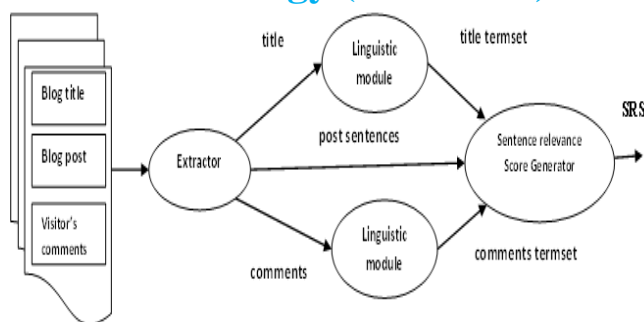 title
Linguistic
module
title termset
Blog title
SRS
post sentences
Blog post
Extractor
Sentence relevance
Score Generator
Visitor's
comments
Linguistic
module
comments
comments termset